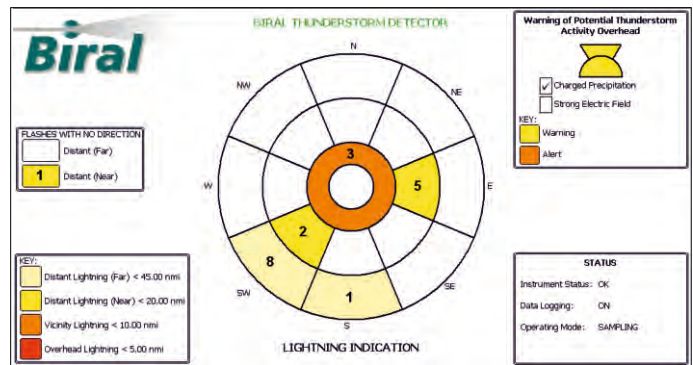 Biral
BIRAL THUNDERSTORM DETECTOR
Warning of Potential Thunderstorm
Activity Overhead
✓ Charged Precipitation
Strong Electric Field
KEY:
Warning
Alert
FLASHES WITH NO DIRECTION
Distant (Far)
1 Distant (Near)
N
NW
NE
W
E
SW
SE
S
3
5
2
8
1
KEY:
Distant Lightning (Far) < 45.00 nmi
Distant Lightning (Near) < 20.00 nmi
Vicinity Lightning < 10.00 nmi
Overhead Lightning < 5.00 nmi
LIGHTNING INDICATION
STATUS
Instrument Status: OK
Data Logging: ON
Operating Mode: SAMPLING